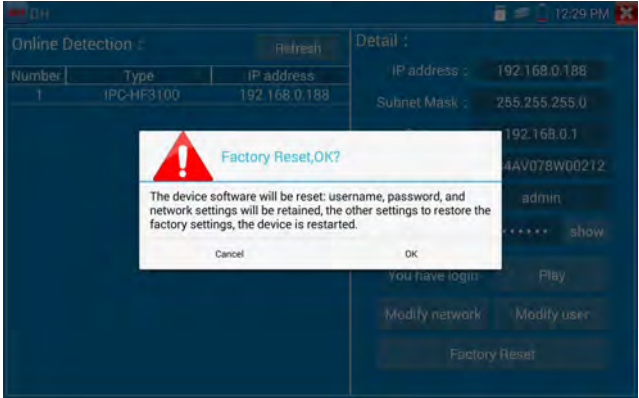 DH
12:29 PM
Online Detection :
Refresh
Number
Type
IP address
1
IPC-HF3100
192.168.0.188
Detail :
IP address :
192.168.0.188
Subnet Mask :
255.255.255.0
192.168.0.1
4AV078W00212
admin
••••••
show
You have login
Play
Modify network
Modify user
Factory Reset
Factory Reset,OK?
The device software will be reset: username, password, and
network settings will be retained, the other settings to restore the
factory settings, the device is restarted.
Cancel
OK